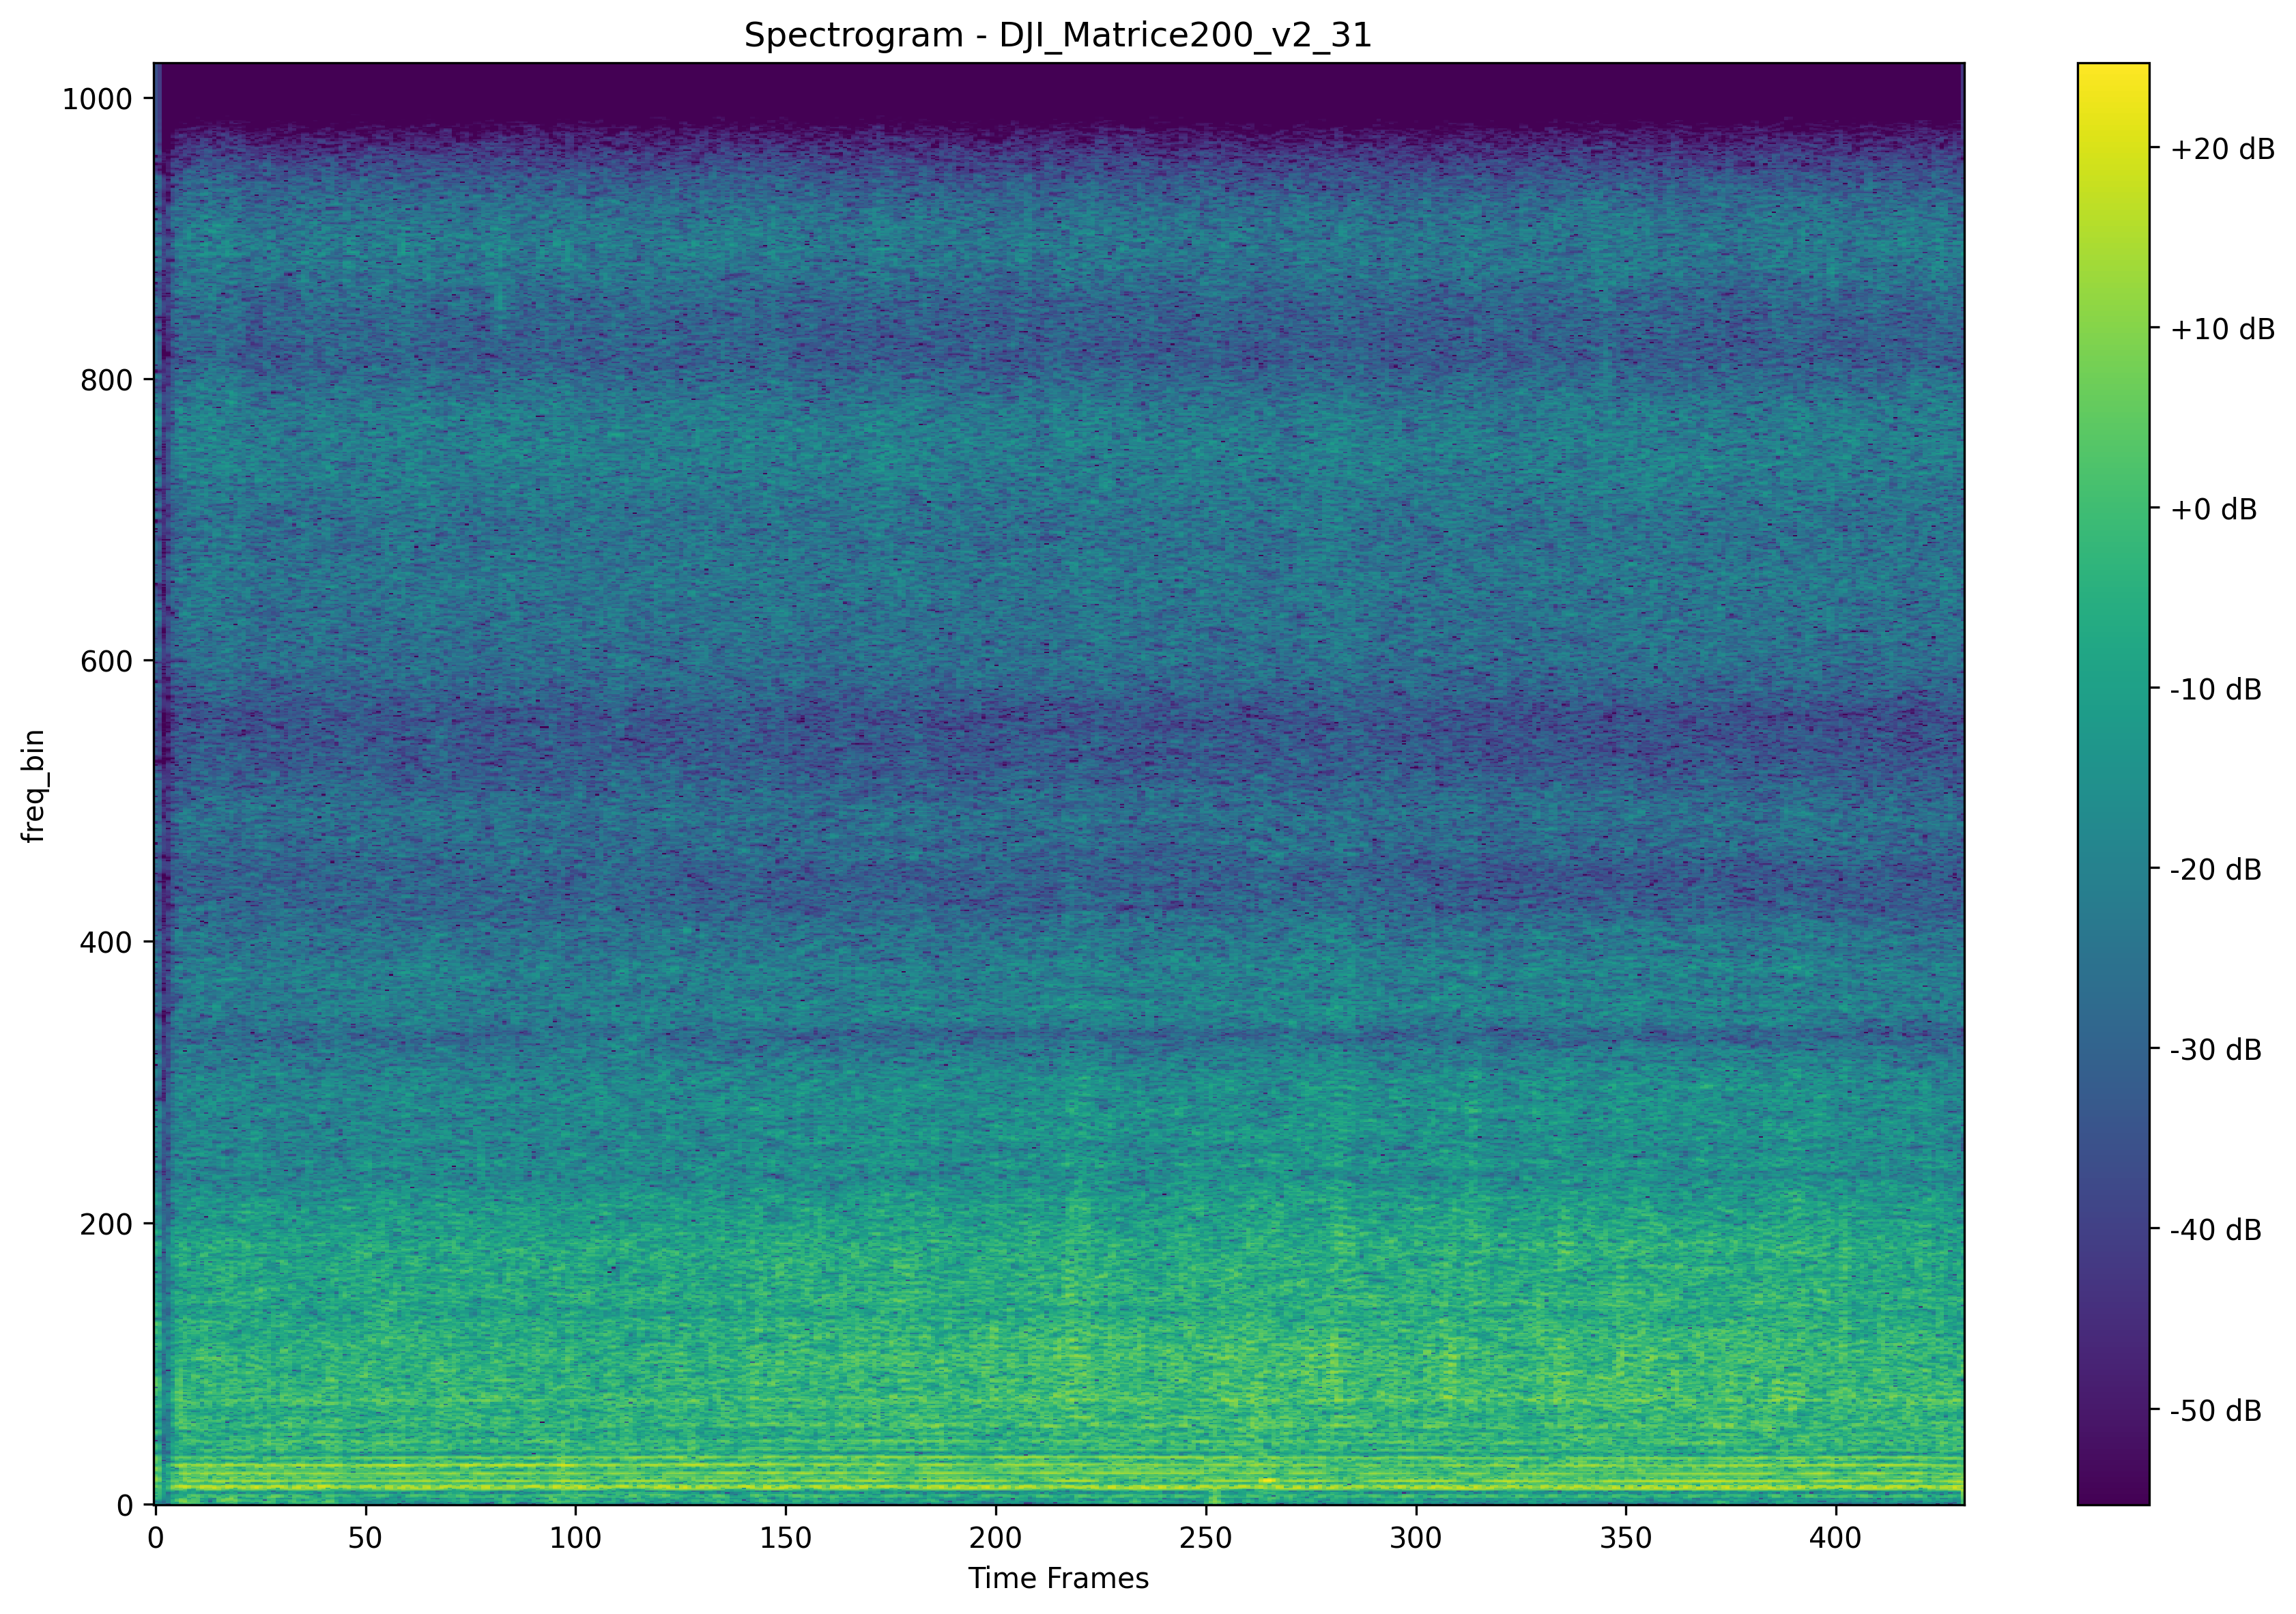 Spectrogram - DJI_Matrice200_v2_31
1000
800
600
400
200
0
freq_bin
0 50 100 150 200 250 300 350 400
Time Frames
+20 dB
+10 dB
+0 dB
-10 dB
-20 dB
-30 dB
-40 dB
-50 dB